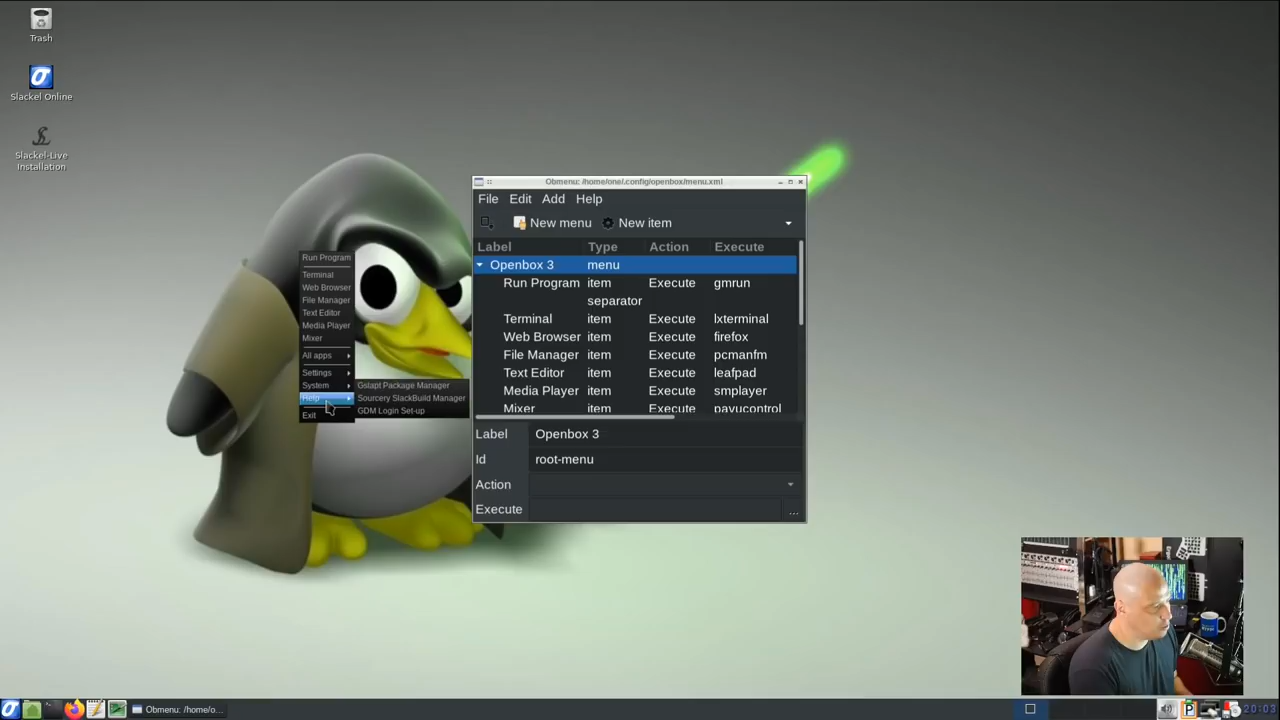 Trash
Slackel Online
Slackel-Live
Installation
Run Program
Terminal
Web Browser
File Manager
Text Editor
Media Player
Mixer
All apps
Settings
System
Help
Exit
Gslapt Package Manager
Sourcery SlackBuild Manager
GDM Login Set-up
Obmenu: /home/one/.config/openbox/menu.xml
File Edit Add Help
New menu New item
Label Type Action Execute
Openbox 3 menu
Run Program item Execute gmrun
separator
Terminal item Execute lxterminal
Web Browser item Execute firefox
File Manager item Execute pcmanfm
Text Editor item Execute leafpad
Media Player item Execute smplayer
Mixer item Execute pavucontrol
Label Openbox 3
Id root-menu
Action
Execute ...
Obmenu: /home/o...
20:03